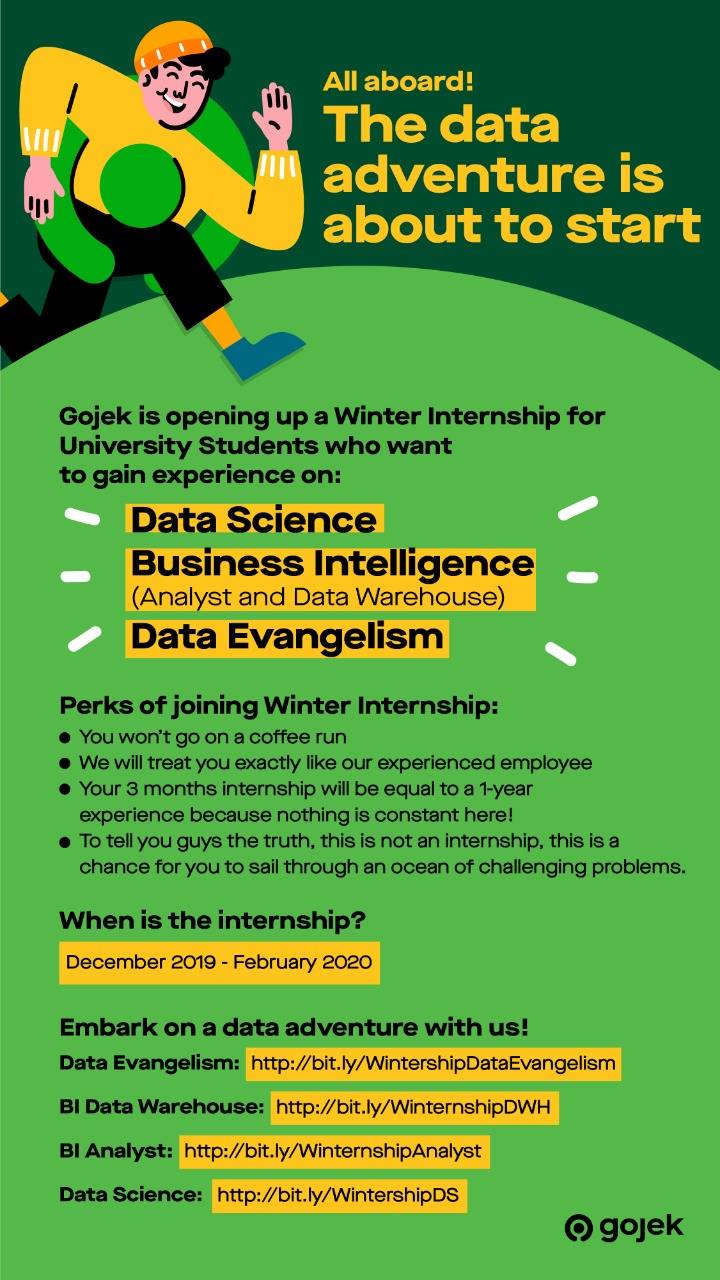 All aboard!
The data
adventure is
about to start
Gojek is opening up a Winter Internship for
University Students who want
to gain experience on:
Data Science
Business Intelligence
(Analyst and Data Warehouse)
Data Evangelism
Perks of joining Winter Internship:
● You won't go on a coffee run
● We will treat you exactly like our experienced employee
● Your 3 months internship will be equal to a 1-year
experience because nothing is constant here!
● To tell you guys the truth, this is not an internship, this is a
chance for you to sail through an ocean of challenging problems.
When is the internship?
December 2019 - February 2020
Embark on a data adventure with us!
Data Evangelism: http://bit.ly/WintershipDataEvangelism
BI Data Warehouse: http://bit.ly/WinternshipDWH
BI Analyst: http://bit.ly/WinternshipAnalyst
Data Science: http://bit.ly/WintershipDS
gojek